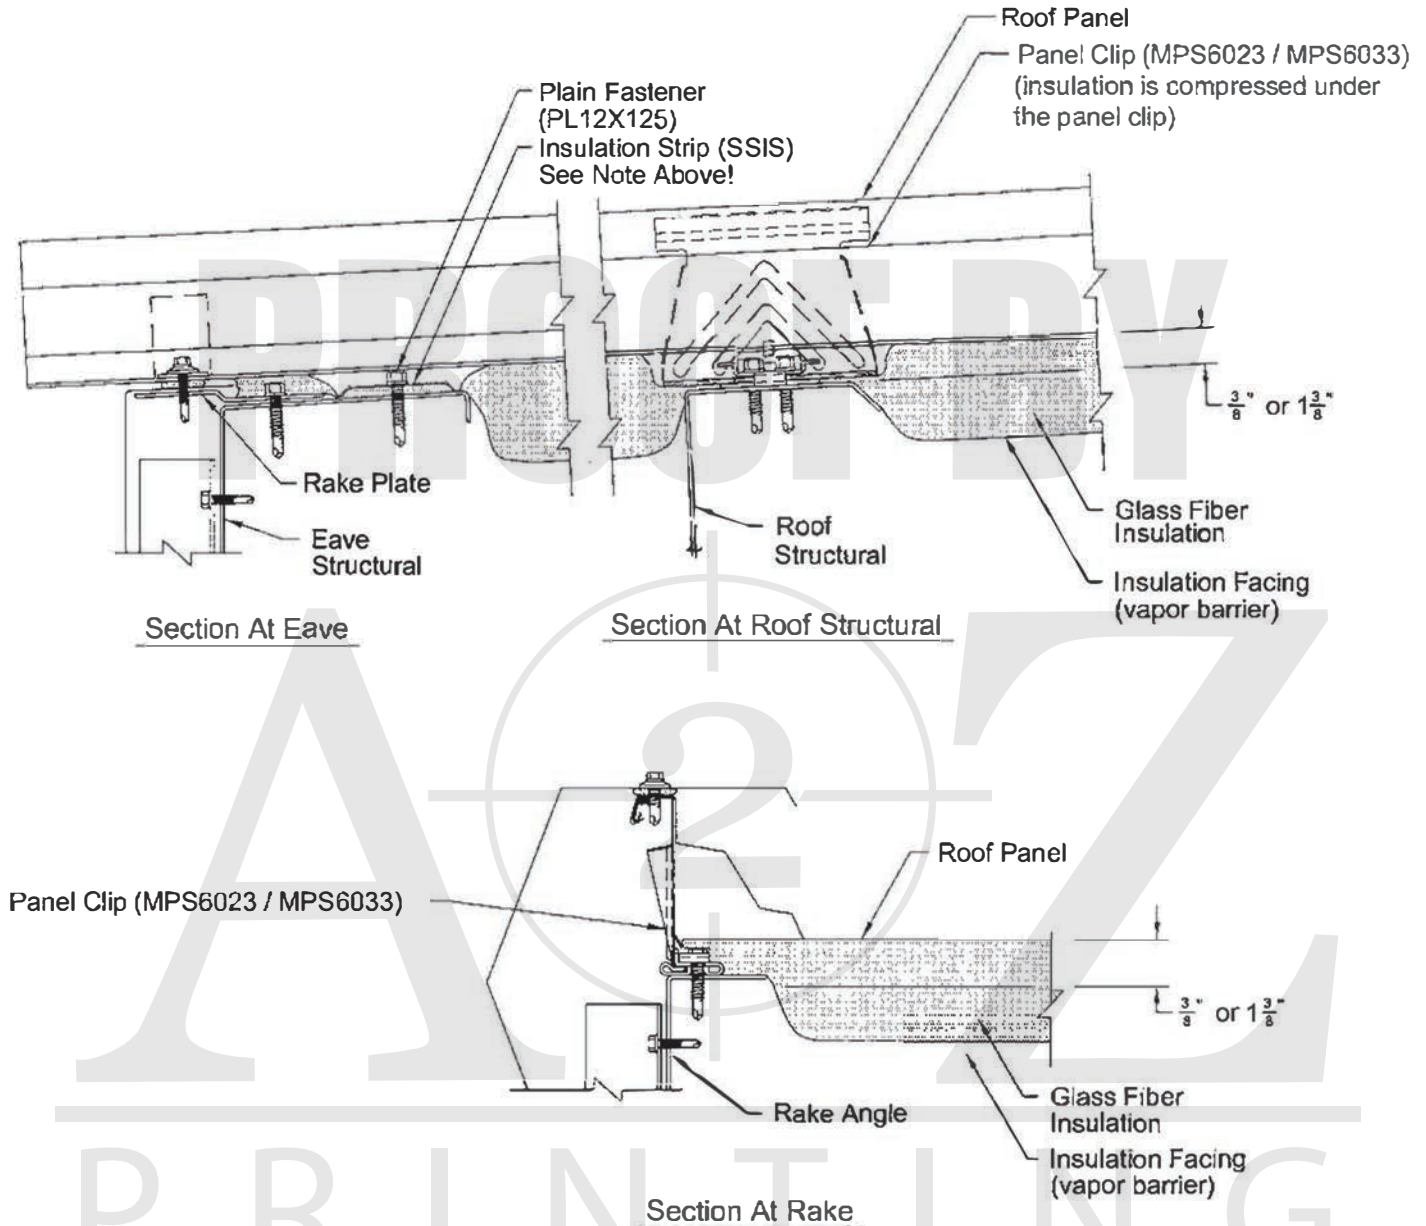 Roof Panel
Panel Clip (MPS6023 / MPS6033)
(insulation is compressed under
the panel clip)
Plain Fastener
(PL12X125)
Insulation Strip (SSIS)
See Note Above!
3/8" or 1 3/8"
Rake Plate
Eave
Structural
Roof
Structural
Glass Fiber
Insulation
Insulation Facing
(vapor barrier)
Section At Eave
Section At Roof Structural
PROOF BY
A2Z
PRINTING
Roof Panel
Panel Clip (MPS6023 / MPS6033)
3/8" or 1 3/8"
Rake Angle
Glass Fiber
Insulation
Insulation Facing
(vapor barrier)
Section At Rake